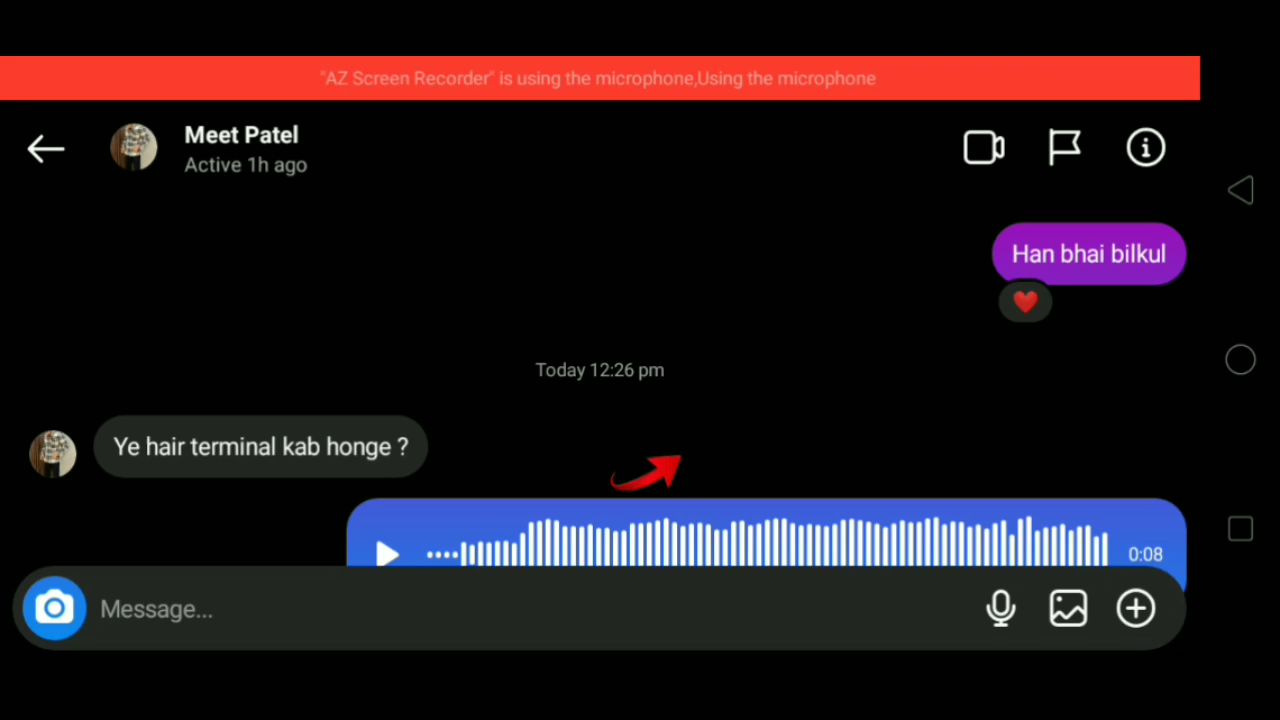 "AZ Screen Recorder" is using the microphone,Using the microphone
Meet Patel
Active 1h ago
Han bhai bilkul
Today 12:26 pm
Ye hair terminal kab honge ?
0:08
Message...